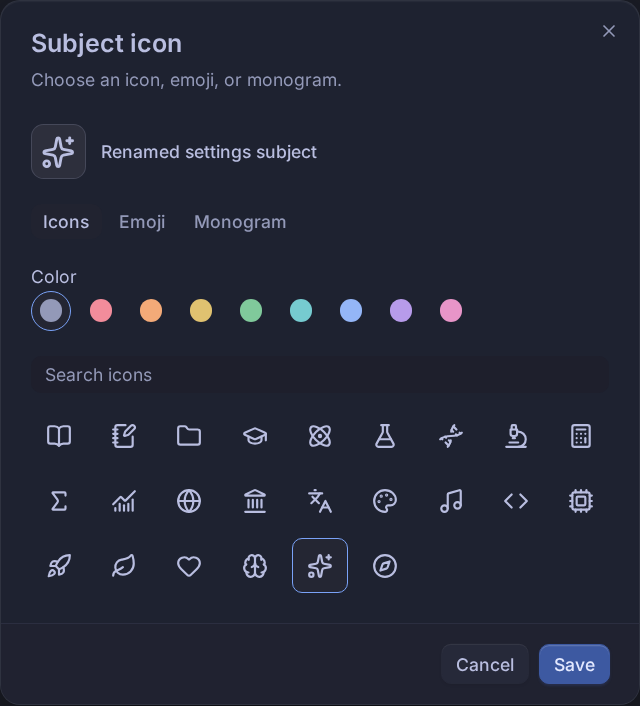 Subject icon
Choose an icon, emoji, or monogram.
Renamed settings subject
Icons Emoji Monogram
Color
Search icons
Cancel Save